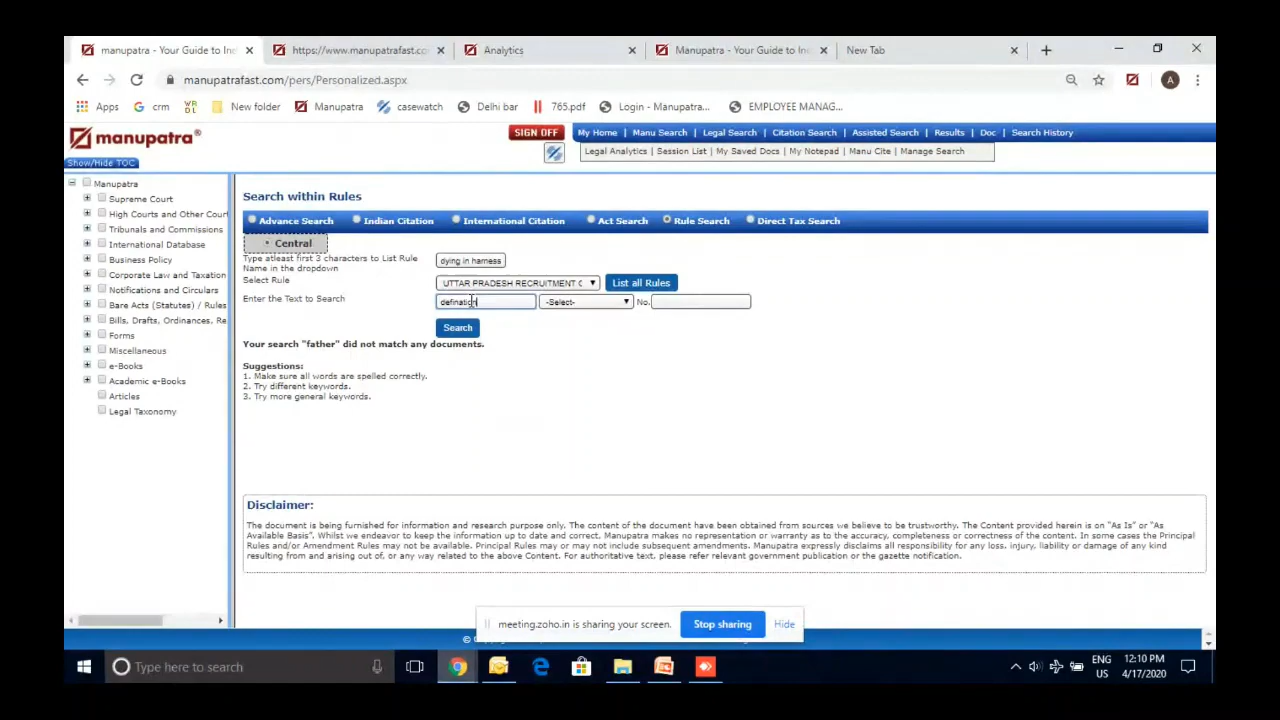 manupatra - Your Guide to Ind
https://www.manupatrafast.co
Analytics
Manupatra - Your Guide to Ind
New Tab
manupatrafast.com/pers/Personalized.aspx
Apps
crm
New folder
Manupatra
casewatch
Delhi bar
765.pdf
Login - Manupatra...
EMPLOYEE MANAG...
manupatra®
SIGN OFF
My Home | Manu Search | Legal Search | Citation Search | Assisted Search | Results | Doc | Search History
Legal Analytics | Session List | My Saved Docs | My Notepad | Manu Cite | Manage Search
Show/Hide TOC
Manupatra
Supreme Court
High Courts and Other Court
Tribunals and Commissions
International Database
Business Policy
Corporate Law and Taxation
Notifications and Circulars
Bare Acts (Statutes) / Rules
Bills, Drafts, Ordinances, Re
Forms
Miscellaneous
e-Books
Academic e-Books
Articles
Legal Taxonomy
Search within Rules
Advance Search
Indian Citation
International Citation
Act Search
Rule Search
Direct Tax Search
• Central
Type atleast first 3 characters to List Rule
Name in the dropdown
dying in harness
Select Rule
UTTAR PRADESH RECRUITMENT O
List all Rules
Enter the Text to Search
defination
-Select-
No.
Search
Your search "father" did not match any documents.
Suggestions:
1. Make sure all words are spelled correctly.
2. Try different keywords.
3. Try more general keywords.
Disclaimer:
The document is being furnished for information and research purpose only. The content of the document have been obtained from sources we believe to be trustworthy. The Content provided herein is on "As Is" or "As
Available Basis". Whilst we endeavor to keep the information up to date and correct. Manupatra makes no representation or warranty as to the accuracy, completeness or correctness of the content. In some cases the Principal
Rules and/or Amendment Rules may not be available. Principal Rules may or may not include subsequent amendments. Manupatra expressly disclaims all responsibility for any loss, injury, liability or damage of any kind
resulting from and arising out of, or any way related to the above Content. For authoritative text, please refer relevant government publication or the gazette notification.
meeting.zoho.in is sharing your screen.
Stop sharing
Hide
Type here to search
ENG
US
12:10 PM
4/17/2020